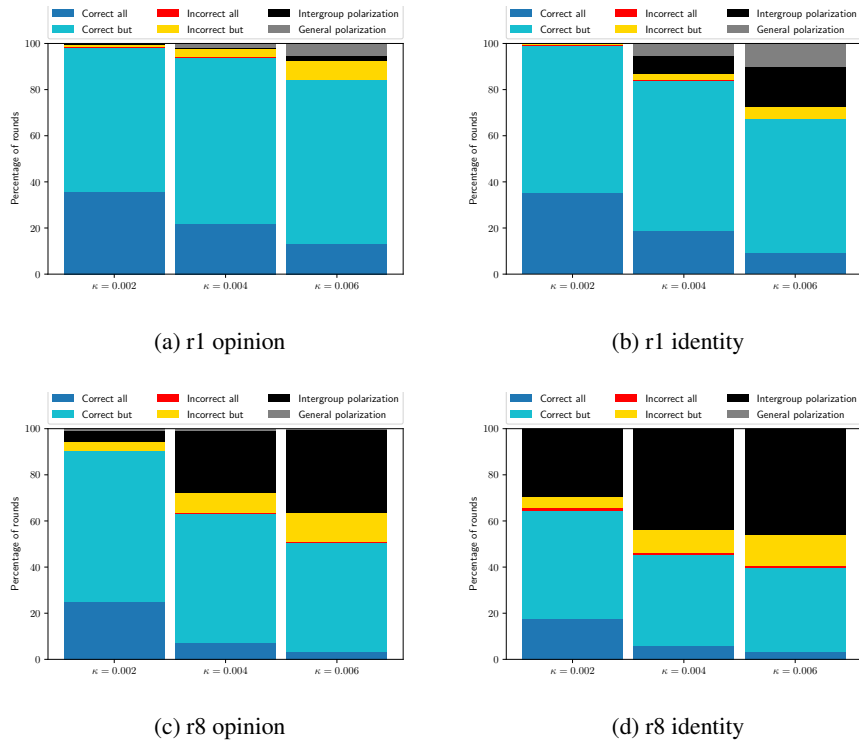 Correct all Incorrect all Intergroup polarization
Correct but Incorrect but General polarization
100
80
60
40
20
0
Percentage of rounds
κ = 0.002 κ = 0.004 κ = 0.006
(a) r1 opinion
Correct all Incorrect all Intergroup polarization
Correct but Incorrect but General polarization
100
80
60
40
20
0
Percentage of rounds
κ = 0.002 κ = 0.004 κ = 0.006
(b) r1 identity
Correct all Incorrect all Intergroup polarization
Correct but Incorrect but General polarization
100
80
60
40
20
0
Percentage of rounds
κ = 0.002 κ = 0.004 κ = 0.006
(c) r8 opinion
Correct all Incorrect all Intergroup polarization
Correct but Incorrect but General polarization
100
80
60
40
20
0
Percentage of rounds
κ = 0.002 κ = 0.004 κ = 0.006
(d) r8 identity